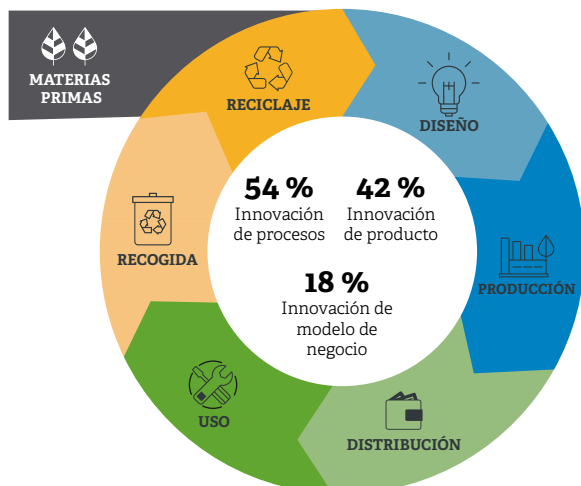 MATERIAS
PRIMAS
RECICLAJE
DISEÑO
PRODUCCIÓN
DISTRIBUCIÓN
USO
RECOGIDA
54 %
Innovación
de procesos
42 %
Innovación
de producto
18 %
Innovación de
modelo de
negocio